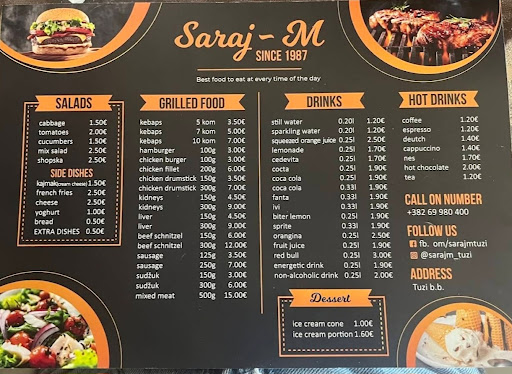 Saraj - M
SINCE 1987
Best food to eat at every time of the day
SALADS
cabbage 1.50€
tomatoes 2.00€
cucumbers 1.50€
mix salad 2.50€
shopska 2.50€
SIDE DISHES
kajmak(cream cheese) 1.50€
french fries 2.50€
cheese 2.50€
yoghurt 1.00€
bread 0.50€
EXTRA DISHES 0.50€
GRILLED FOOD
kebaps 5 kom 3.50€
kebaps 7 kom 5.00€
kebaps 10 kom 7.00€
hamburger 100g 3.00€
chicken burger 100g 3.00€
chicken fillet 200g 6.00€
chicken drumstick 150g 3.50€
chicken drumstick 300g 7.00€
kidneys 150g 4.50€
kidneys 300g 9.00€
liver 150g 4.50€
liver 300g 9.00€
beef schnitzel 150g 6.00€
beef schnitzel 300g 12.00€
sausage 125g 3.50€
sausage 250g 7.00€
sudžuk 150g 3.00€
sudžuk 300g 6.00€
mixed meat 500g 15.00€
DRINKS
still water 0.20l 1.20€
sparkling water 0.20l 1.90€
squeezed orange juice 0.25l 2.50€
lemonade 0.25l 1.70€
cedevita 0.25l 1.70€
cocta 0.25l 1.90€
coca cola 0.25l 1.90€
coca cola 0.33l 1.90€
fanta 0.33l 1.90€
ivi 0.33l 1.90€
biter lemon 0.25l 1.90€
sprite 0.33l 1.90€
orangina 0.25l 2.50€
fruit juice 0.25l 1.90€
red bull 0.25l 3.00€
energetic drink 0.25l 1.90€
non-alcoholic drink 0.25l 2.00€
Dessert
ice cream cone 1.00€
ice cream portion 1.60€
HOT DRINKS
coffee 1.20€
espresso 1.20€
deutch 1.40€
cappuccino 1.40€
nes 1.70€
hot chocolate 2.00€
tea 1.20€
CALL ON NUMBER
+382 69 980 400
FOLLOW US
fb. om/sarajmtuzi
@sarajm_tuzi
ADDRESS
Tuzi b.b.